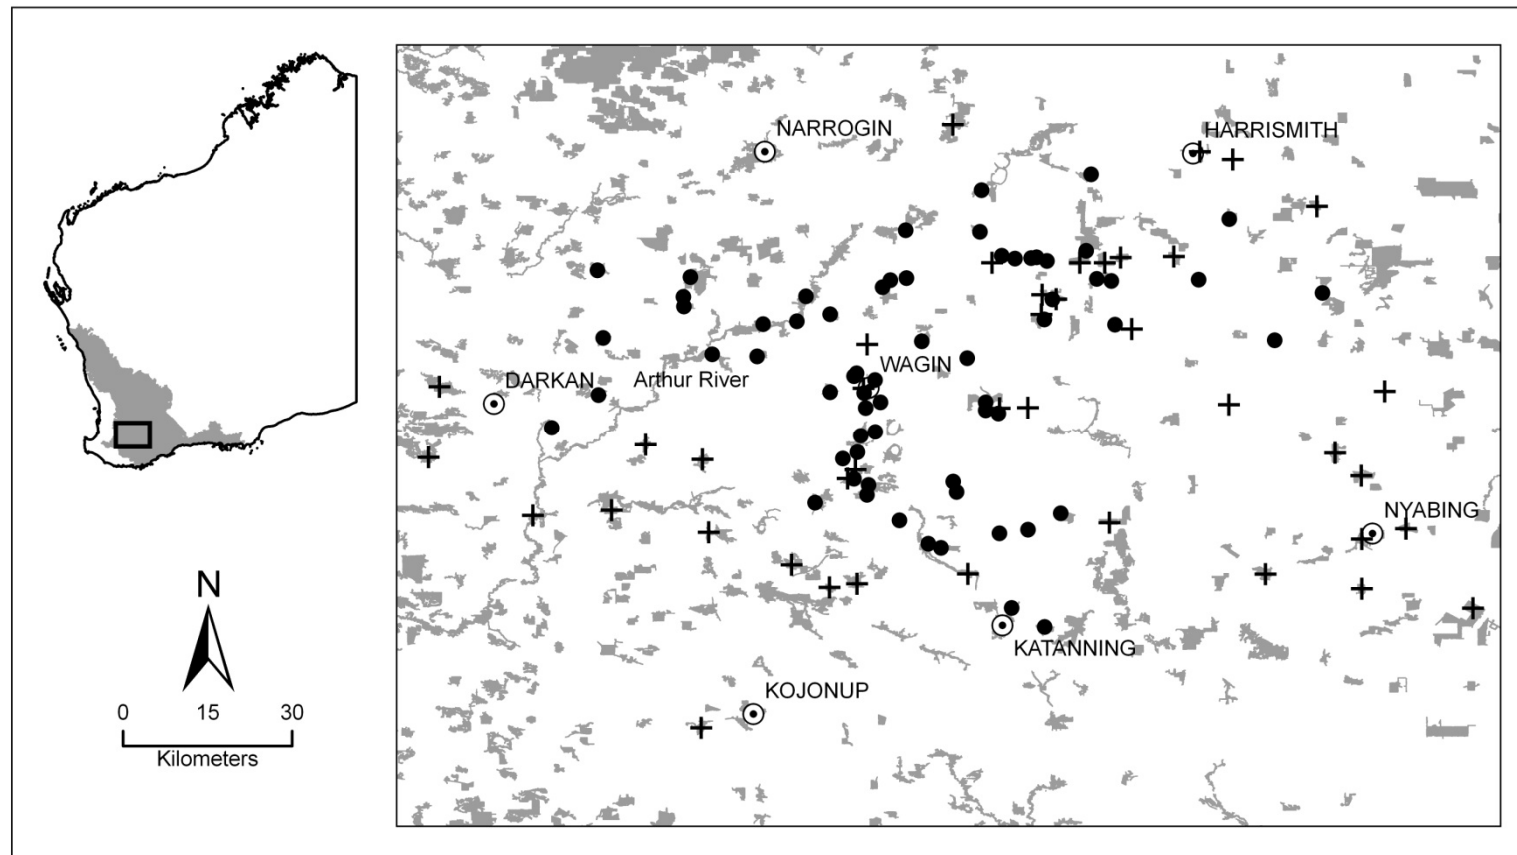 NARROGIN
HARRISMITH
WAGIN
DARKAN
Arthur River
NYABING
N
KATANNING
KOJONUP
0 15 30
Kilometers